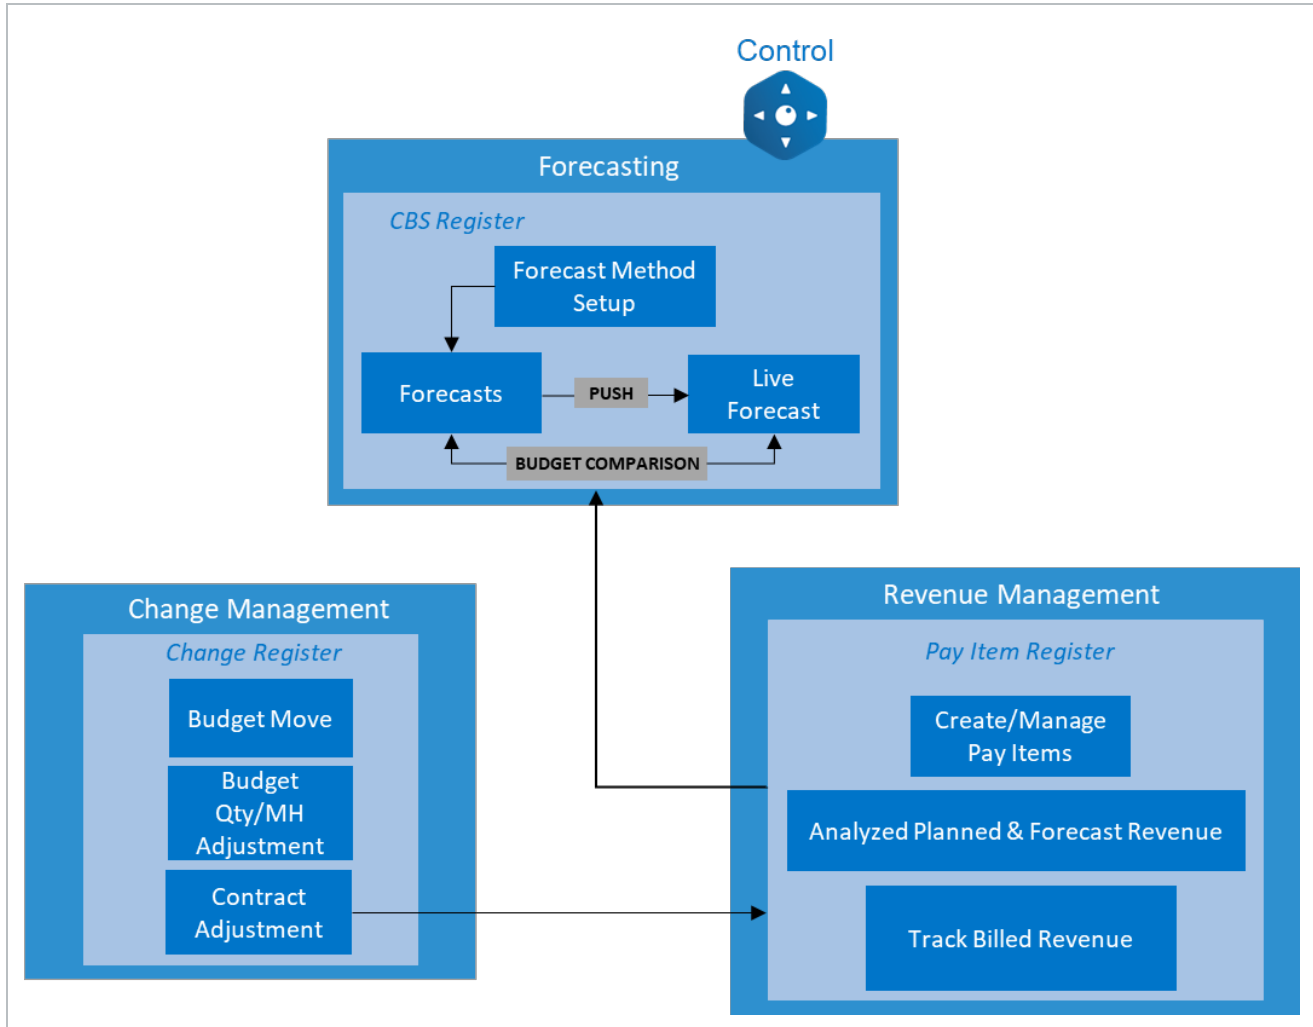 Control
Forecasting
CBS Register
Forecast Method
Setup
Forecasts
PUSH
Live
Forecast
BUDGET COMPARISON
Change Management
Change Register
Budget Move
Budget
Qty/MH
Adjustment
Contract
Adjustment
Revenue Management
Pay Item Register
Create/Manage
Pay Items
Analyzed Planned & Forecast Revenue
Track Billed Revenue